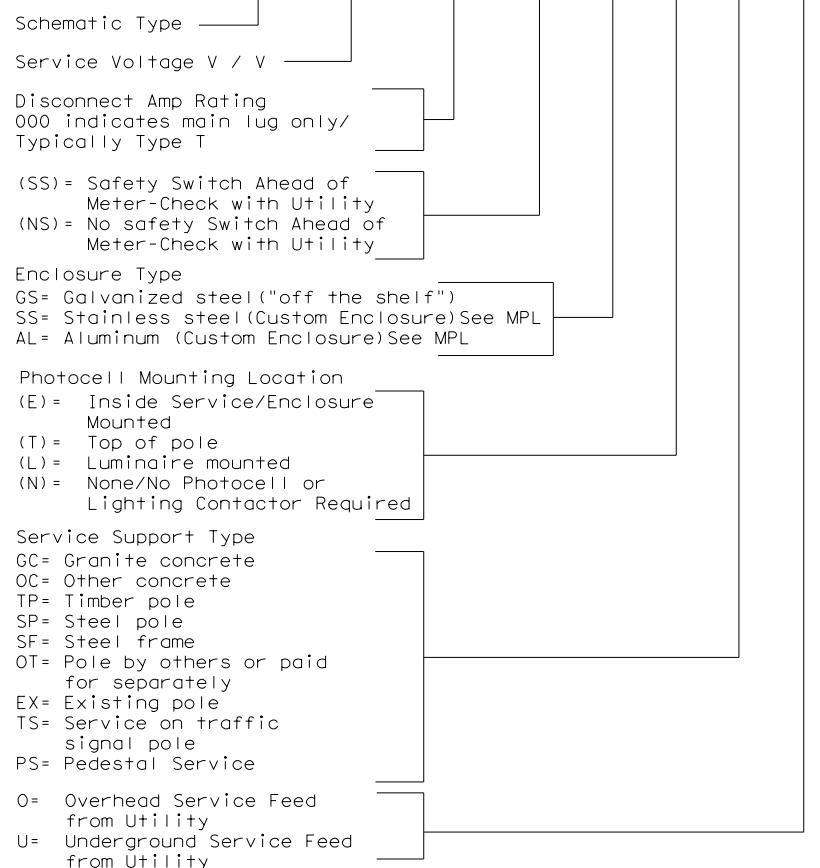 Schematic Type
Service Voltage V / V
Disconnect Amp Rating
000 indicates main lug only/
Typically Type T
(SS)= Safety Switch Ahead of
Meter-Check with Utility
(NS)= No safety Switch Ahead of
Meter-Check with Utility
Enclosure Type
GS= Galvanized steel("off the shelf")
SS= Stainless steel(Custom Enclosure)See MPL
AL= Aluminum (Custom Enclosure)See MPL
Photocell Mounting Location
(E)= Inside Service/Enclosure
Mounted
(T)= Top of pole
(L)= Luminaire mounted
(N)= None/No Photocell or
Lighting Contactor Required
Service Support Type
GC= Granite concrete
OC= Other concrete
TP= Timber pole
SP= Steel pole
SF= Steel frame
OT= Pole by others or paid
for separately
EX= Existing pole
TS= Service on traffic
signal pole
PS= Pedestal Service
O= Overhead Service Feed
from Utility
U= Underground Service Feed
from Utility